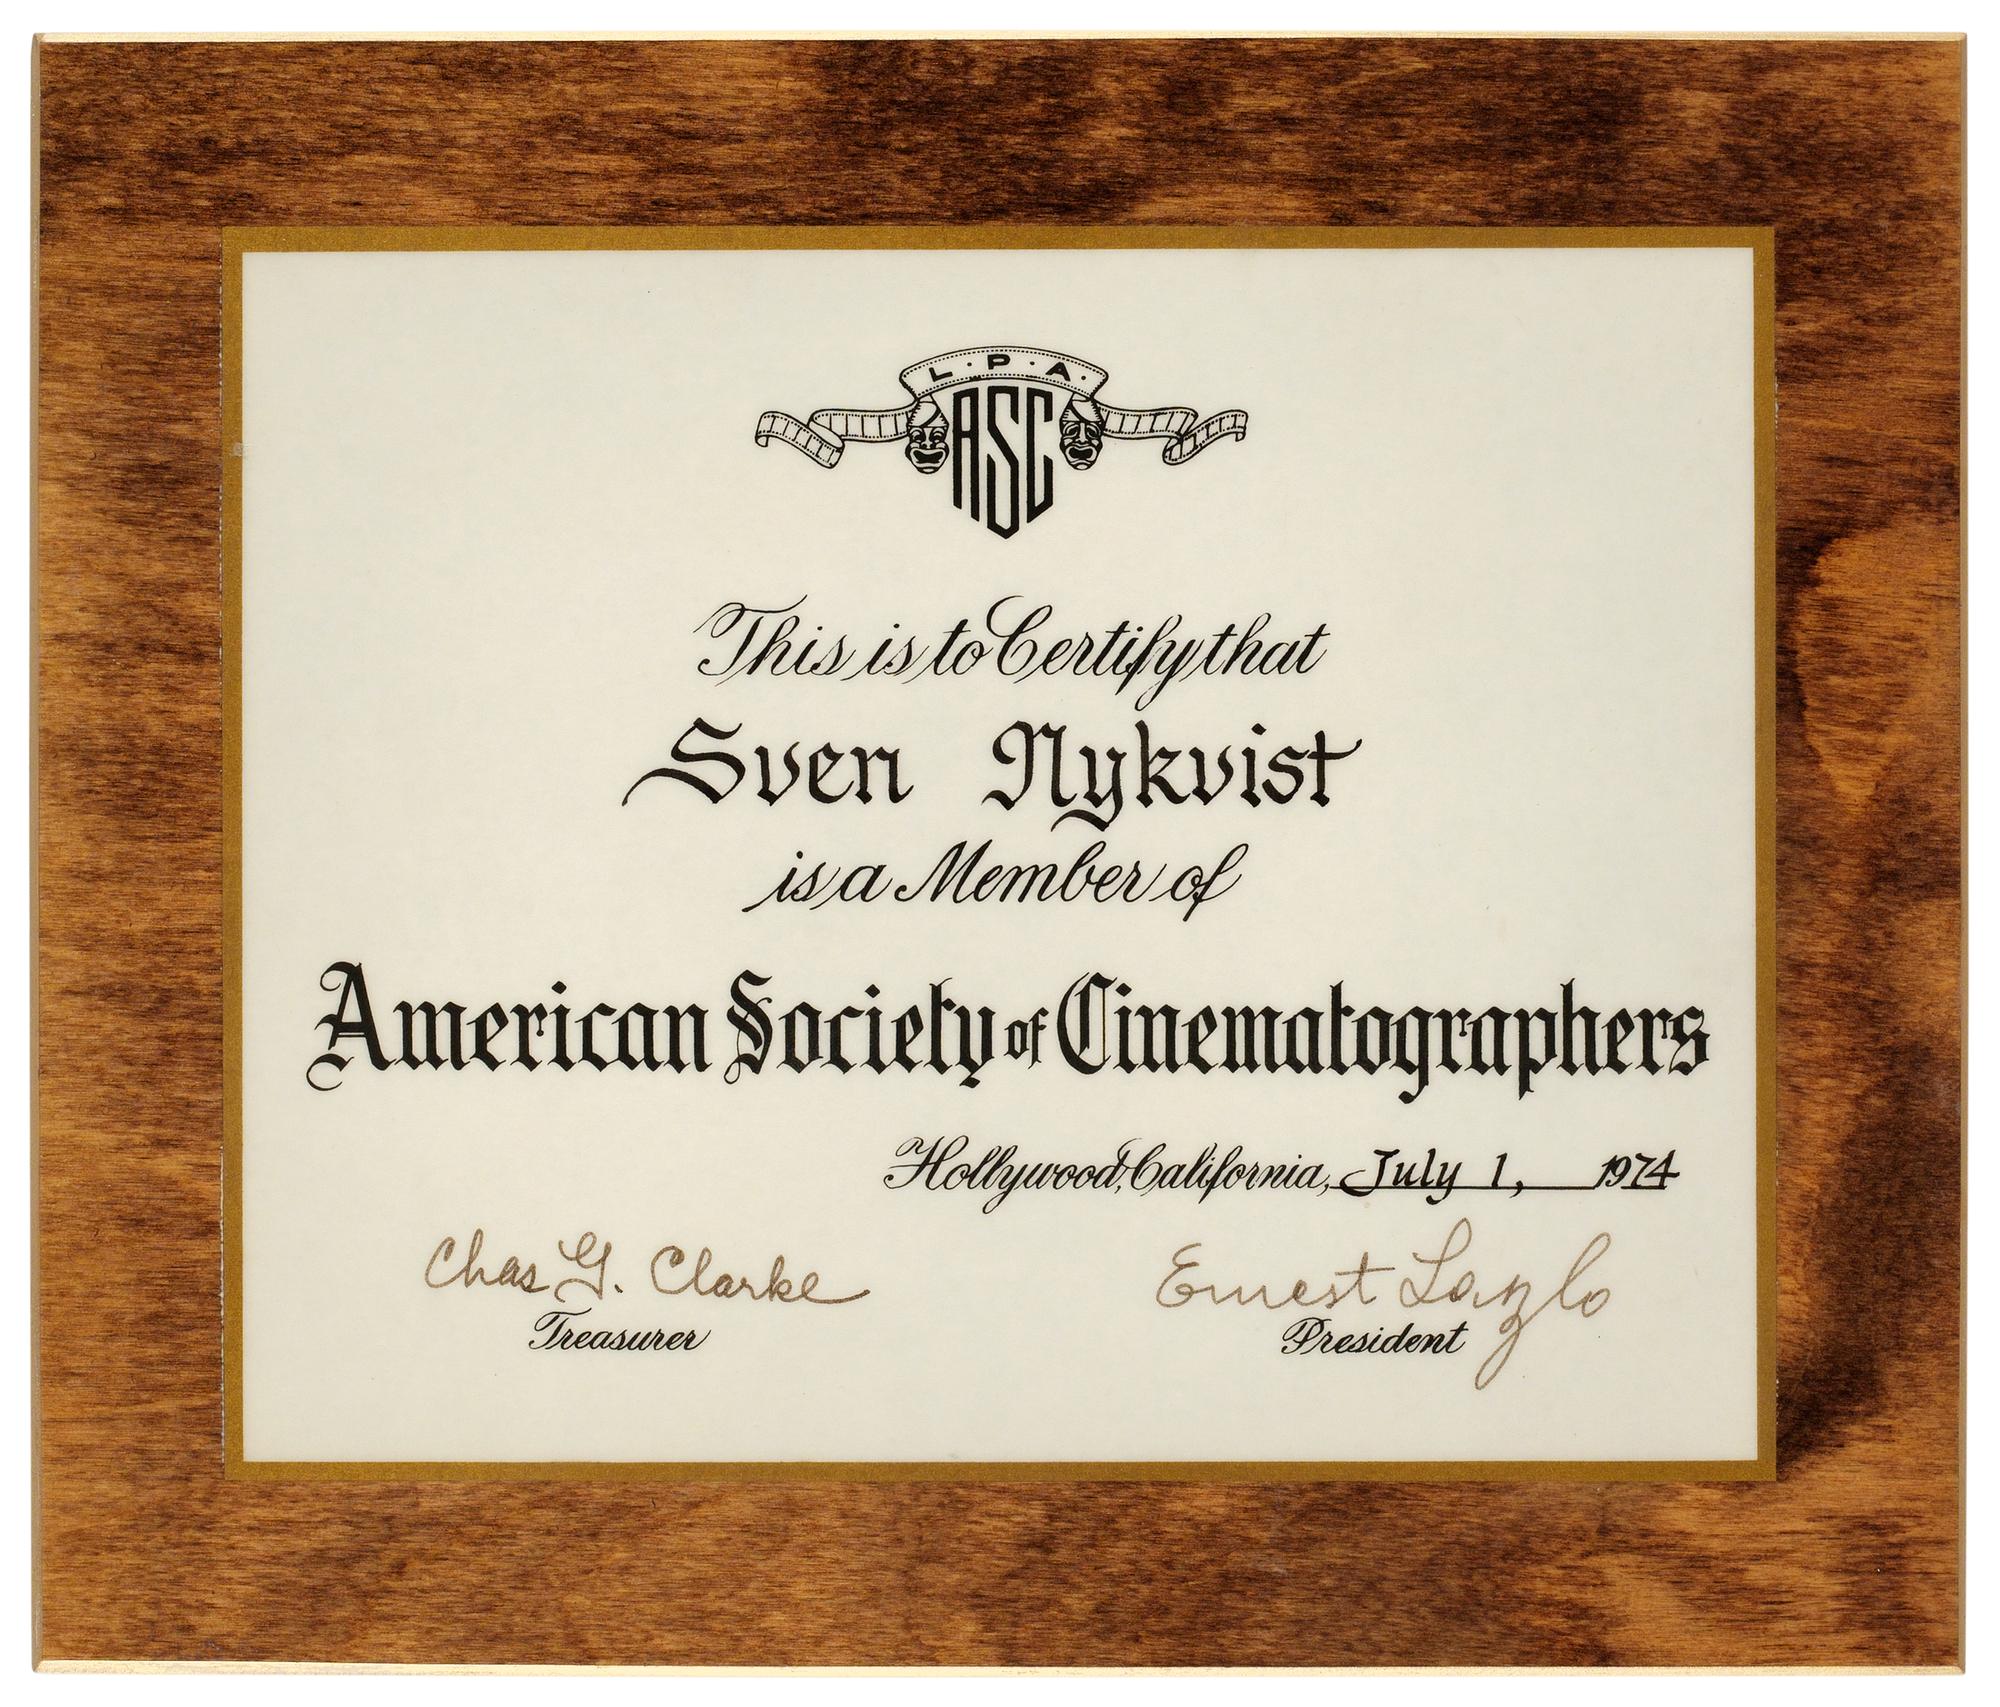 L · P · A ·
ASC
This is to Certify that
Sven Nykvist
is a Member of
American Society of Cinematographers
Hollywood, California, July 1, 1974
Chas G. Clarke
Ernest Laszlo
Treasurer
President